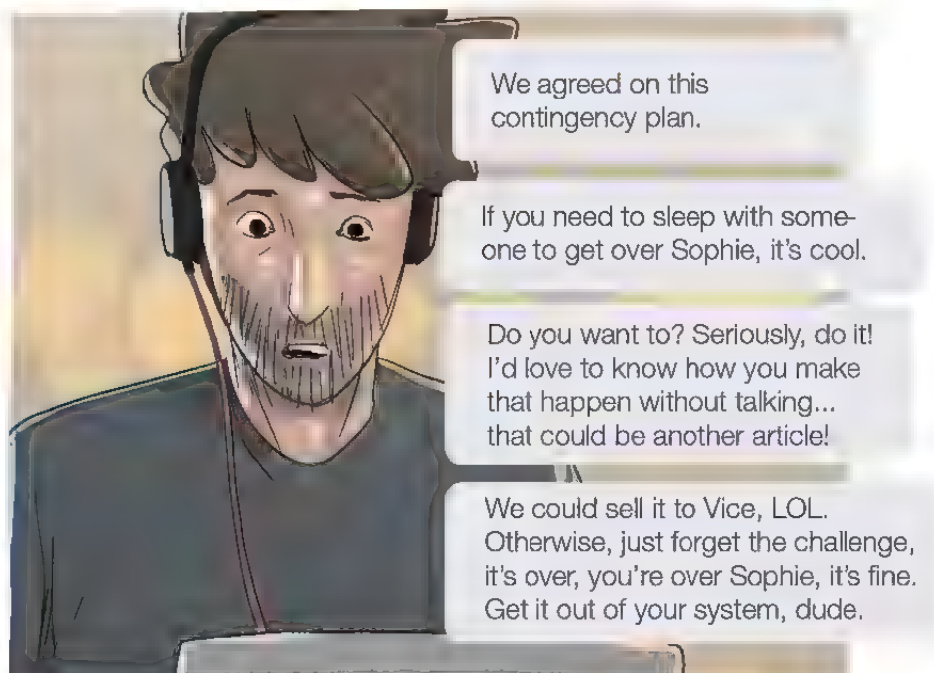 We agreed on this
contingency plan.
If you need to sleep with some-
one to get over Sophie, it's cool.
Do you want to? Seriously, do it!
I'd love to know how you make
that happen without talking...
that could be another article!
We could sell it to Vice, LOL.
Otherwise, just forget the challenge,
it's over, you're over Sophie, it's fine.
Get it out of your system, dude.